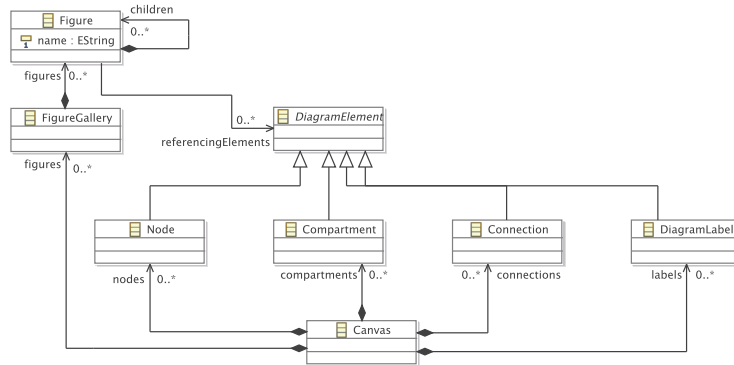 children
Figure
0..*
name : EString
1
figures 0..*
FigureGallery
0..*
DiagramElement
referencingElements
figures 0..*
Node
Compartment
Connection
DiagramLabel
nodes 0..*
compartments 0..*
0..* connections
labels 0..*
Canvas